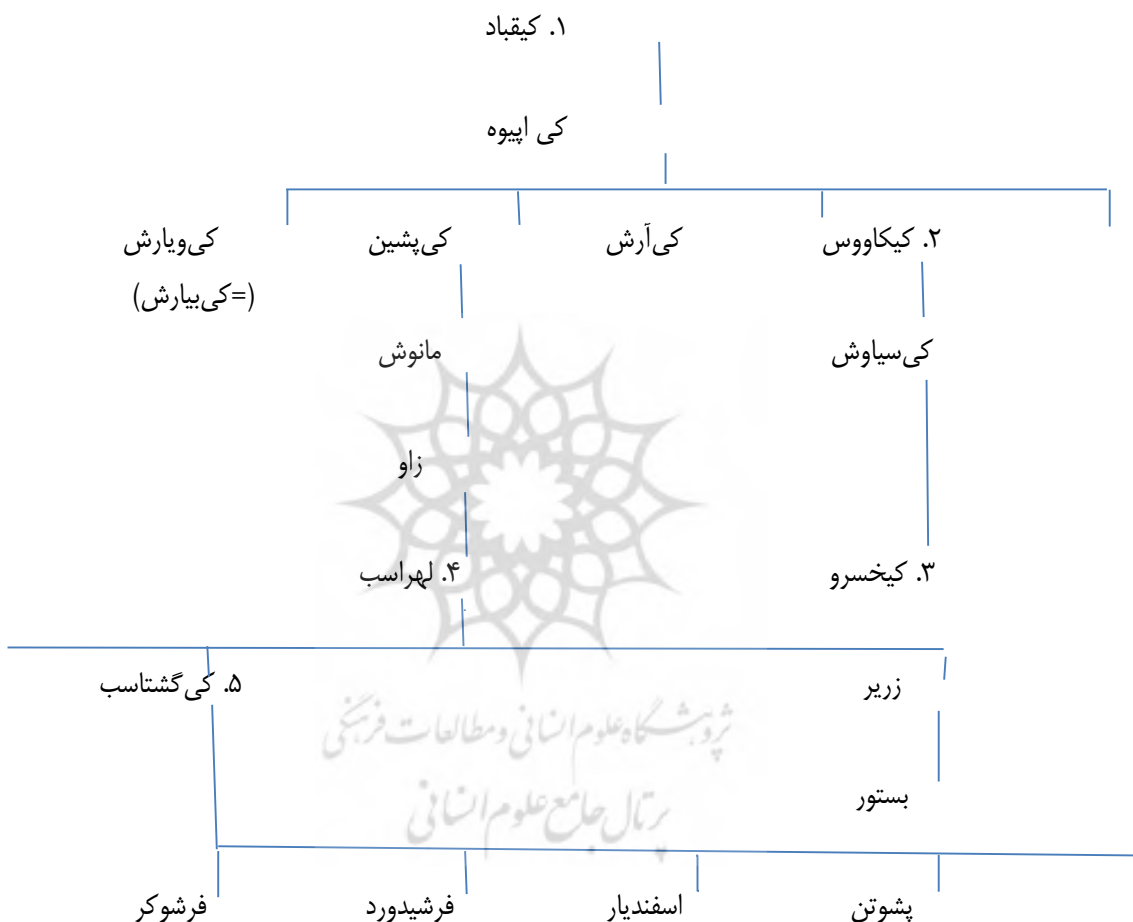 ۱. کیقباد
کی اپیوه
۲. کیکاووس
کی‌آرش
کی‌پشین
کی‌ویارش
(=کی‌بیارش)
کی‌سیاوش
مانوش
زاو
۳. کیخسرو
۴. لهراسب
زریر
۵. کی‌گشتاسب
پژوهشگاه علوم انسانی و مطالعات فرهنگی
بستور
پرتال جامع علوم انسانی
پشوتن
اسفندیار
فرشیدورد
فرشوکر